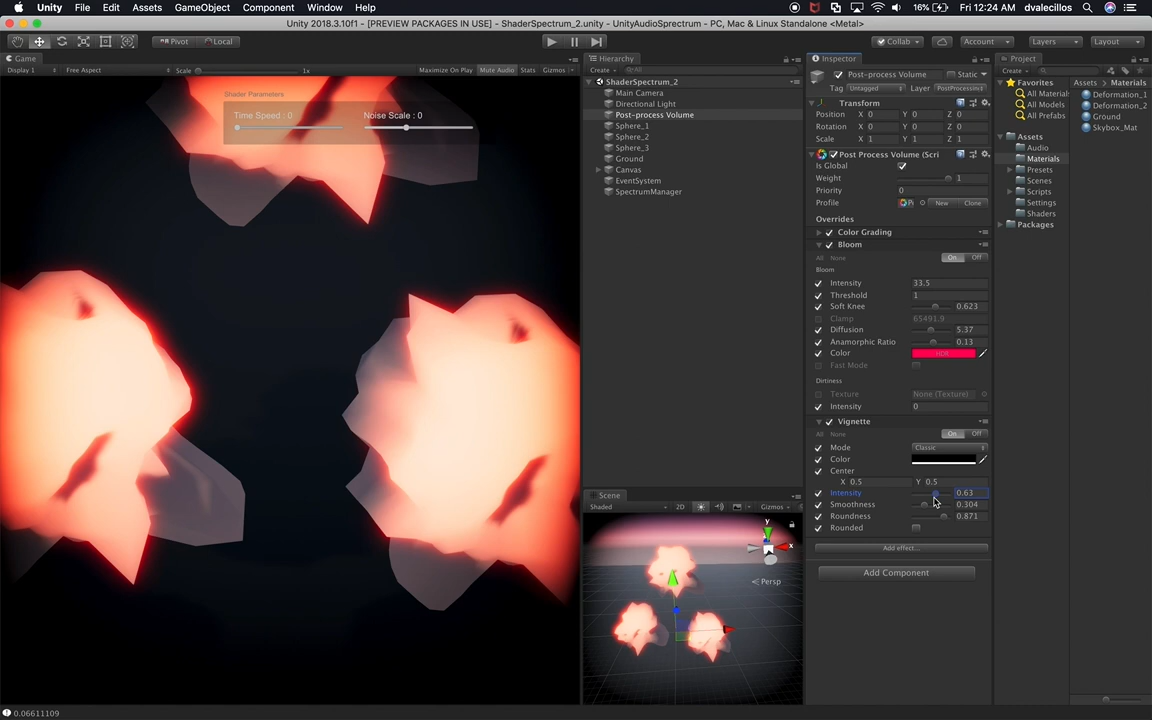 Unity File Edit Assets GameObject Component Window Help 16% Fri 12:24 AM dvalecillos
Unity 2018.3.10f1 - [PREVIEW PACKAGES IN USE] - ShaderSpectrum_2.unity - UnityAudioSpectrum - PC, Mac & Linux Standalone <Metal>
Pivot Local Collab Account Layers Layout
Game
Display 1 Free Aspect Scale 1x Maximize On Play Mute Audio Stats Gizmos
Shader Parameters
Time Speed : 0 Noise Scale : 0
Hierarchy
Create All
ShaderSpectrum_2
Main Camera
Directional Light
Post-process Volume
Sphere_1
Sphere_2
Sphere_3
Ground
Canvas
EventSystem
SpectrumManager
Scene
Shaded 2D Gizmos
y
x
Persp
Inspector
Post-process Volume Static
Tag Untagged Layer PostProcessin
Transform
Position X 0 Y 0 Z 0
Rotation X 0 Y 0 Z 0
Scale X 1 Y 1 Z 1
Post Process Volume (Scri
Is Global
Weight 1
Priority 0
Profile New Clone
Overrides
Color Grading
Bloom
All None On Off
Bloom
Intensity 33.5
Threshold 1
Soft Knee 0.623
Clamp 65491.9
Diffusion 5.37
Anamorphic Ratio 0.13
Color HDR
Fast Mode
Dirtiness
Texture None (Texture)
Intensity 0
Vignette
All None On Off
Mode Classic
Color
Center
X 0.5 Y 0.5
Intensity 0.63
Smoothness 0.304
Roundness 0.871
Rounded
Add effect...
Add Component
Project
Create
Favorites
All Material
All Models
All Prefabs
Assets
Audio
Materials
Presets
Scenes
Scripts
Settings
Shaders
Packages
Assets Materials
Deformation_1
Deformation_2
Ground
Skybox_Mat
0.06611109